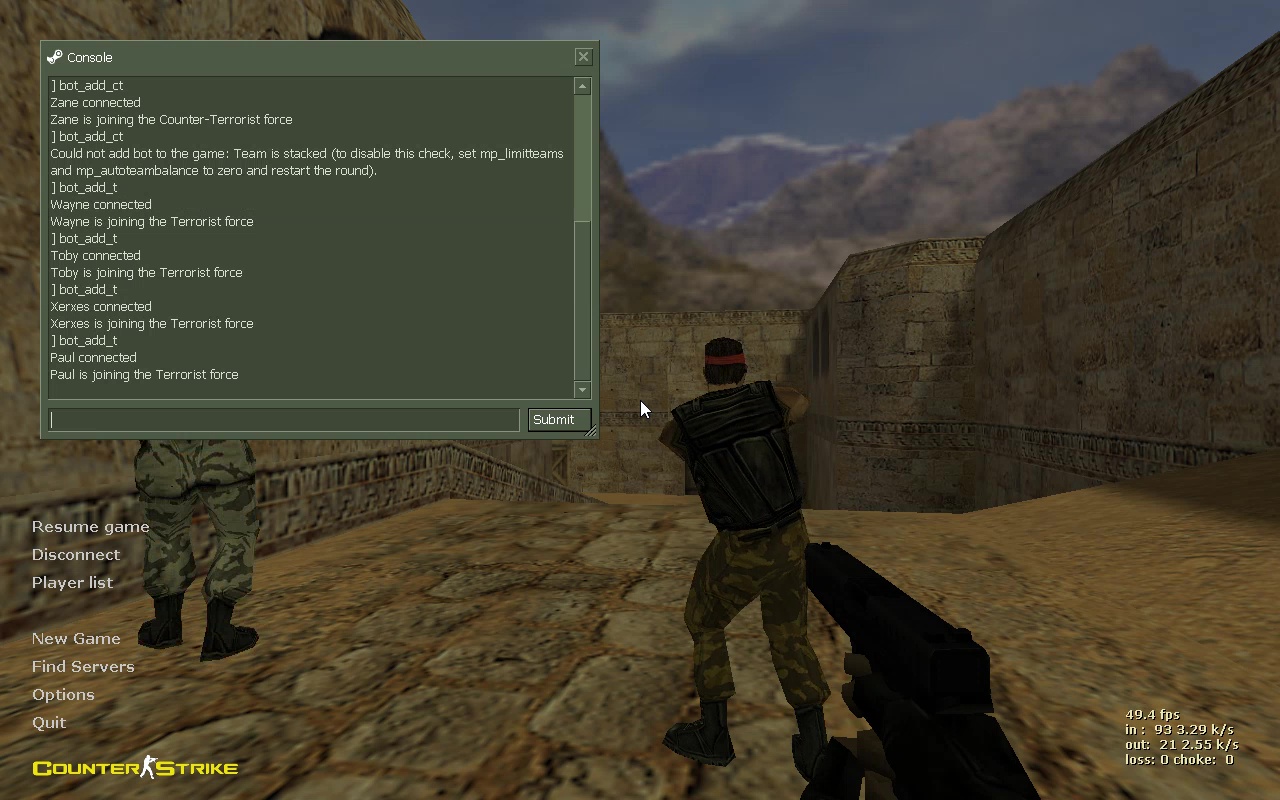 Console
] bot_add_ct
Zane connected
Zane is joining the Counter-Terrorist force
] bot_add_ct
Could not add bot to the game: Team is stacked (to disable this check, set mp_limitteams
and mp_autoteambalance to zero and restart the round).
] bot_add_t
Wayne connected
Wayne is joining the Terrorist force
] bot_add_t
Toby connected
Toby is joining the Terrorist force
] bot_add_t
Xerxes connected
Xerxes is joining the Terrorist force
] bot_add_t
Paul connected
Paul is joining the Terrorist force
Submit
Resume game
Disconnect
Player list
New Game
Find Servers
Options
Quit
COUNTER STRIKE
49.4 fps
in : 93 3.29 k/s
out: 21 2.55 k/s
loss: 0 choke: 0